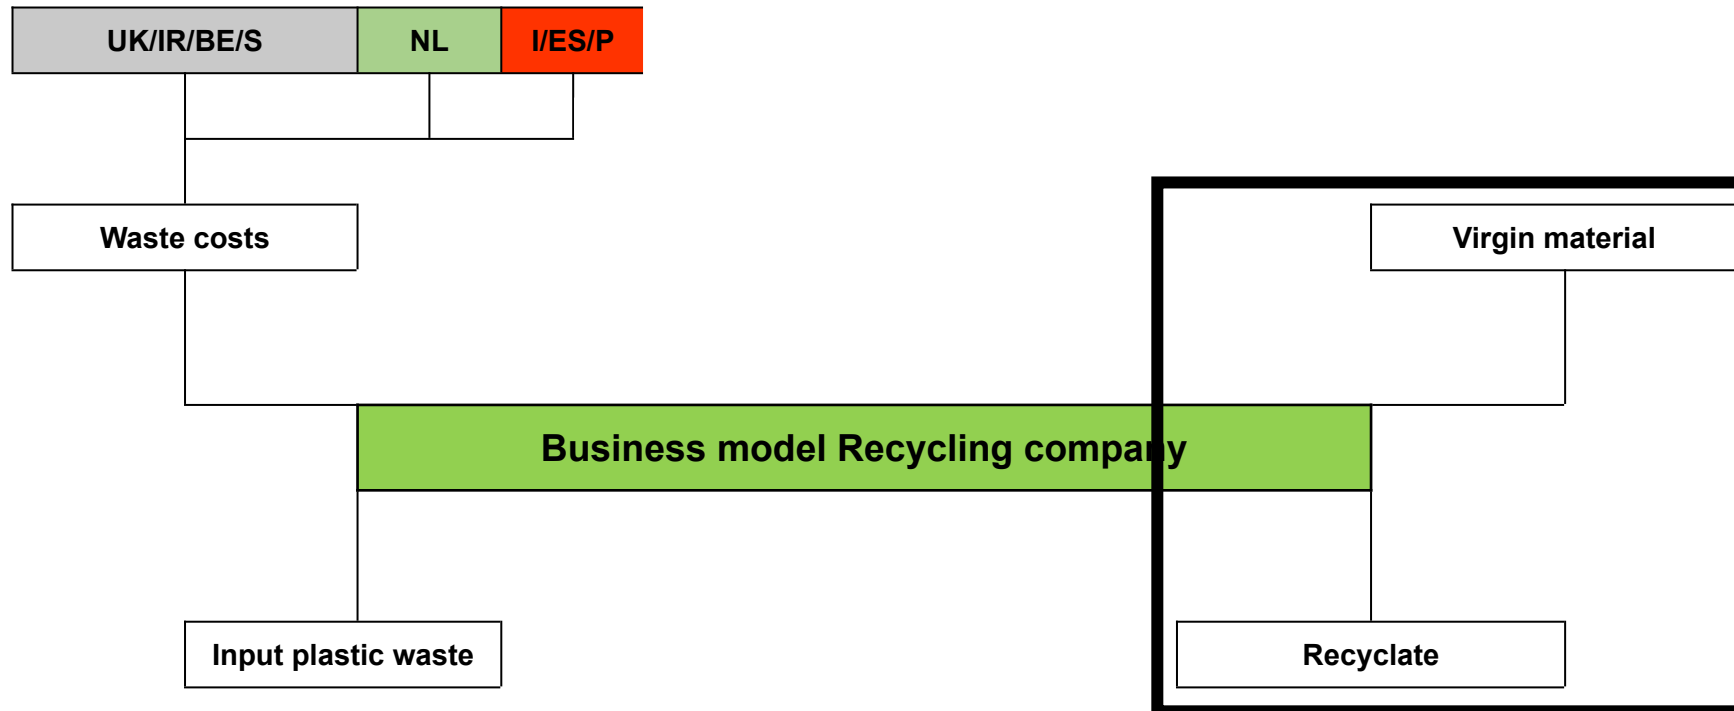 UK/IR/BE/S
NL
I/ES/P
Waste costs
Virgin material
Business model Recycling company
Input plastic waste
Recyclate